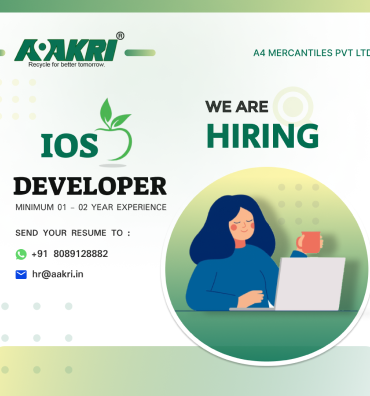 AAKRI®
Recycle for better tomorrow.
A4 MERCANTILES PVT LTD
WE ARE
HIRING
IOS
DEVELOPER
MINIMUM 01 – 02 YEAR EXPERIENCE
SEND YOUR RESUME TO :
+91 8089128882
hr@aakri.in